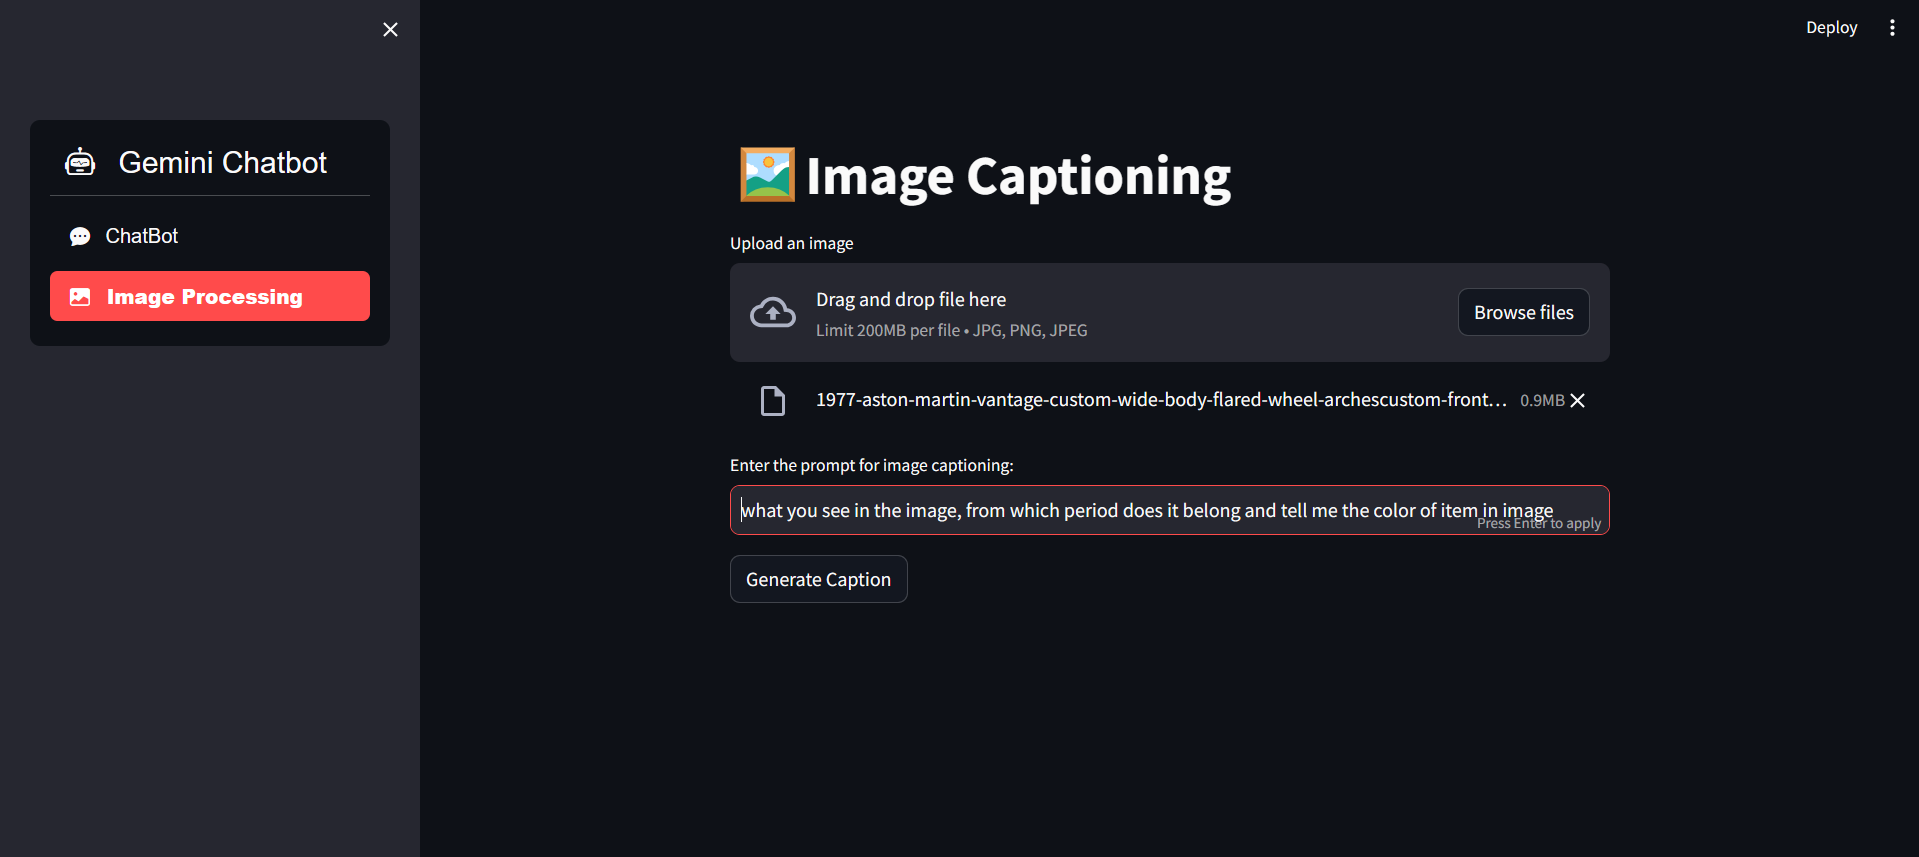 Deploy
Gemini Chatbot
ChatBot
Image Processing
Image Captioning
Upload an image
Drag and drop file here
Limit 200MB per file • JPG, PNG, JPEG
Browse files
1977-aston-martin-vantage-custom-wide-body-flared-wheel-archescustom-front... 0.9MB
Enter the prompt for image captioning:
what you see in the image, from which period does it belong and tell me the color of item in image
Press Enter to apply
Generate Caption